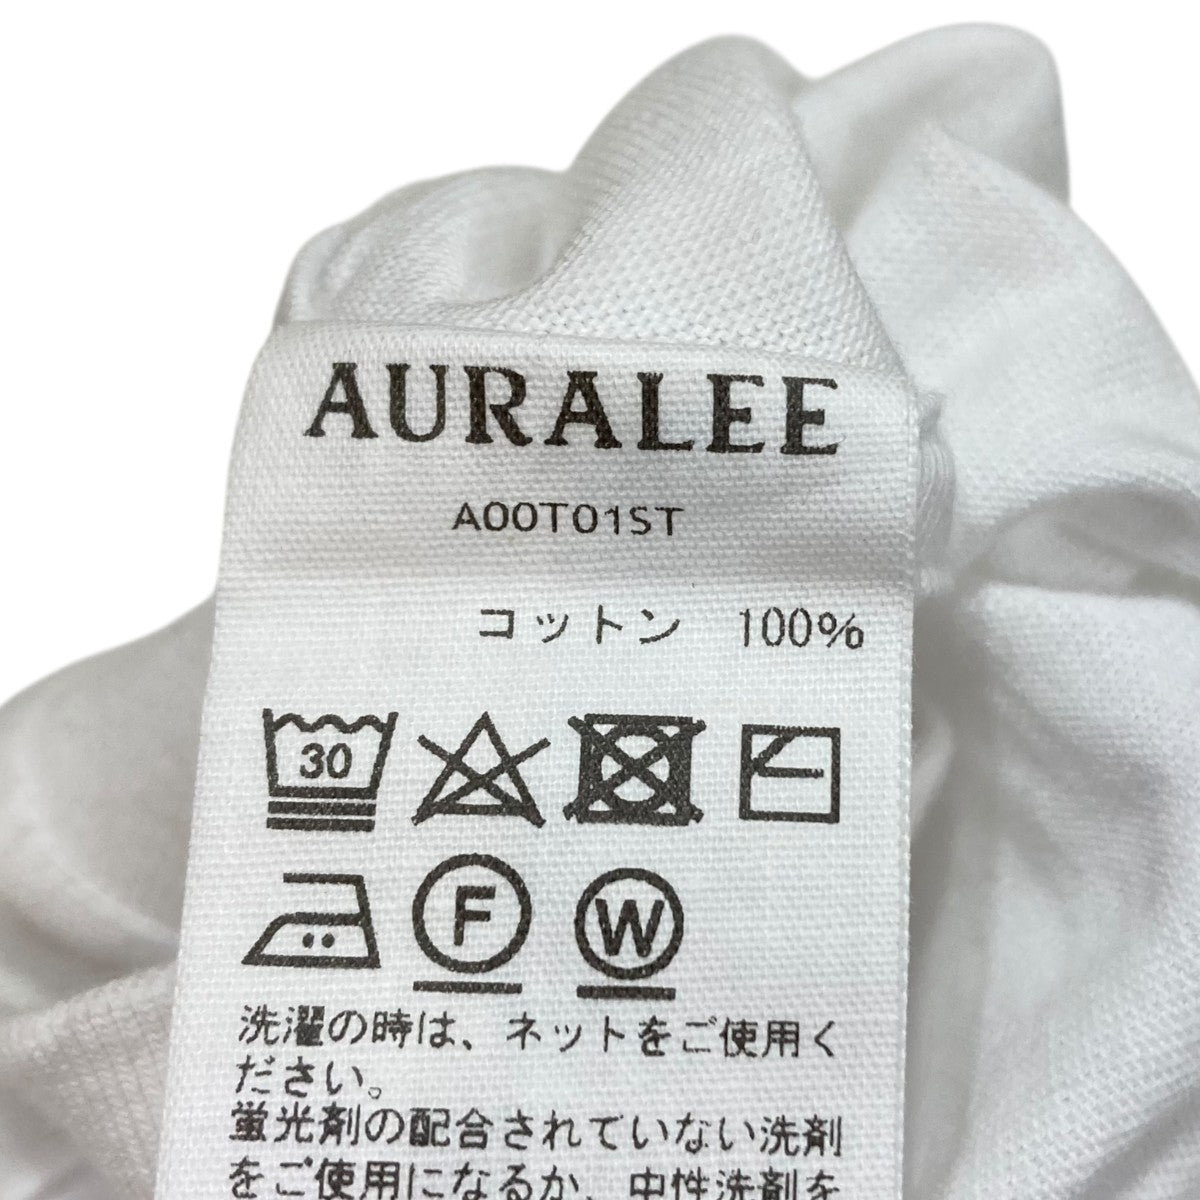 AURALEE
A00T01ST
コットン 100%
30
F W
洗濯の時は、ネットをご使用く
ださい。
蛍光剤の配合されていない洗剤
をご使用になるか、中性洗剤を